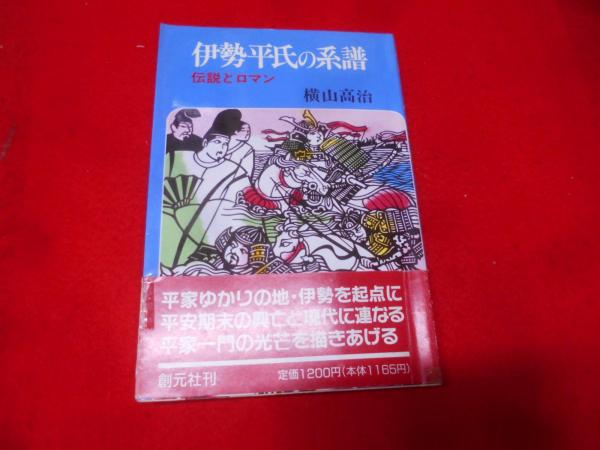 伊勢平氏の系譜
伝説とロマン
横山高治
平家ゆかりの地・伊勢を起点に
平安期末の興亡と現代に連なる
平家一門の光芒を描きあげる
創元社刊
定価1200円(本体1165円)